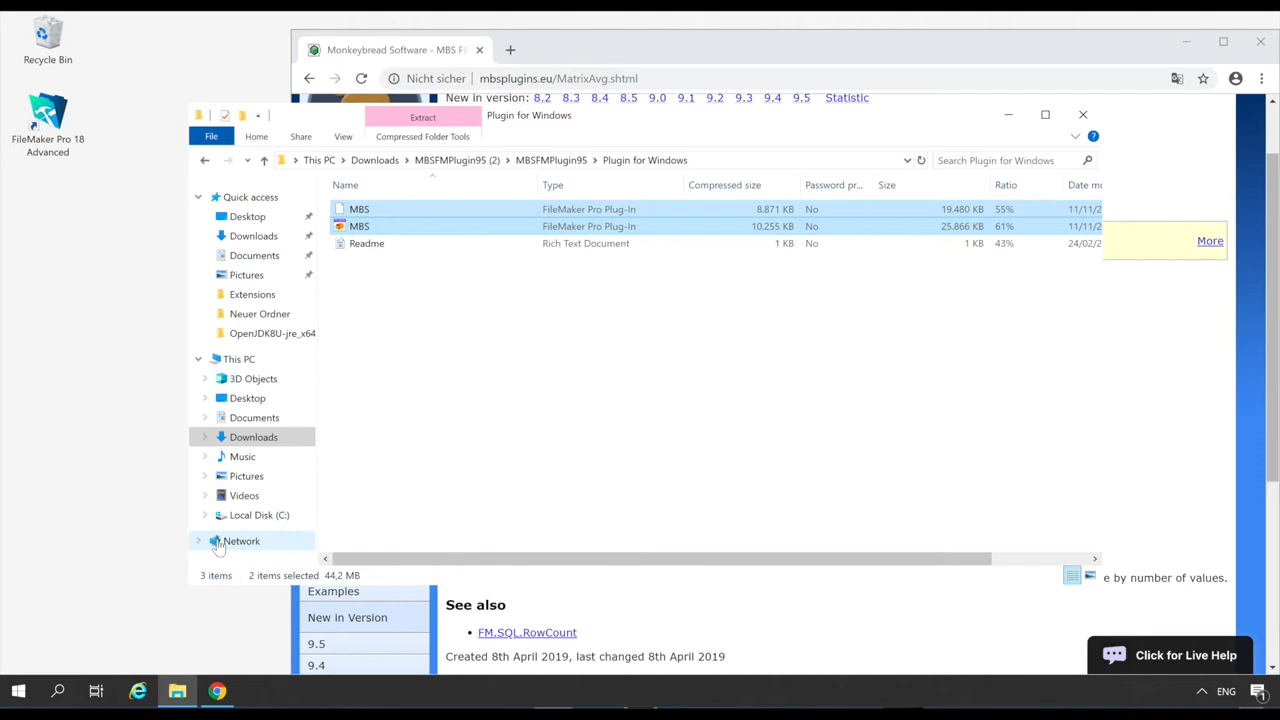 Recycle Bin
FileMaker Pro 18
Advanced
Monkeybread Software - MBS Fi
Nicht sicher
mbsplugins.eu/MatrixAvg.shtml
New in version: 8.2 8.3 8.4 8.5 9.0 9.1 9.2 9.3 9.4 9.5 Statistic
Extract
Plugin for Windows
File
Home
Share
View
Compressed Folder Tools
This PC > Downloads > MBSFMPlugin95 (2) > MBSFMPlugin95 > Plugin for Windows
Search Plugin for Windows
Name Type Compressed size Password pr... Size Ratio Date mo
MBS FileMaker Pro Plug-In 8.871 KB No 19.480 KB 55% 11/11/2
MBS FileMaker Pro Plug-In 10.255 KB No 25.866 KB 61% 11/11/2
Readme Rich Text Document 1 KB No 1 KB 43% 24/02/2
Quick access
Desktop
Downloads
Documents
Pictures
Extensions
Neuer Ordner
OpenJDK8U-jre_x64
This PC
3D Objects
Desktop
Documents
Downloads
Music
Pictures
Videos
Local Disk (C:)
Network
3 items 2 items selected 44,2 MB
More
e by number of values.
Examples
New in Version
9.5
9.4
See also
• FM.SQL.RowCount
Created 8th April 2019, last changed 8th April 2019
Click for Live Help
ENG
1